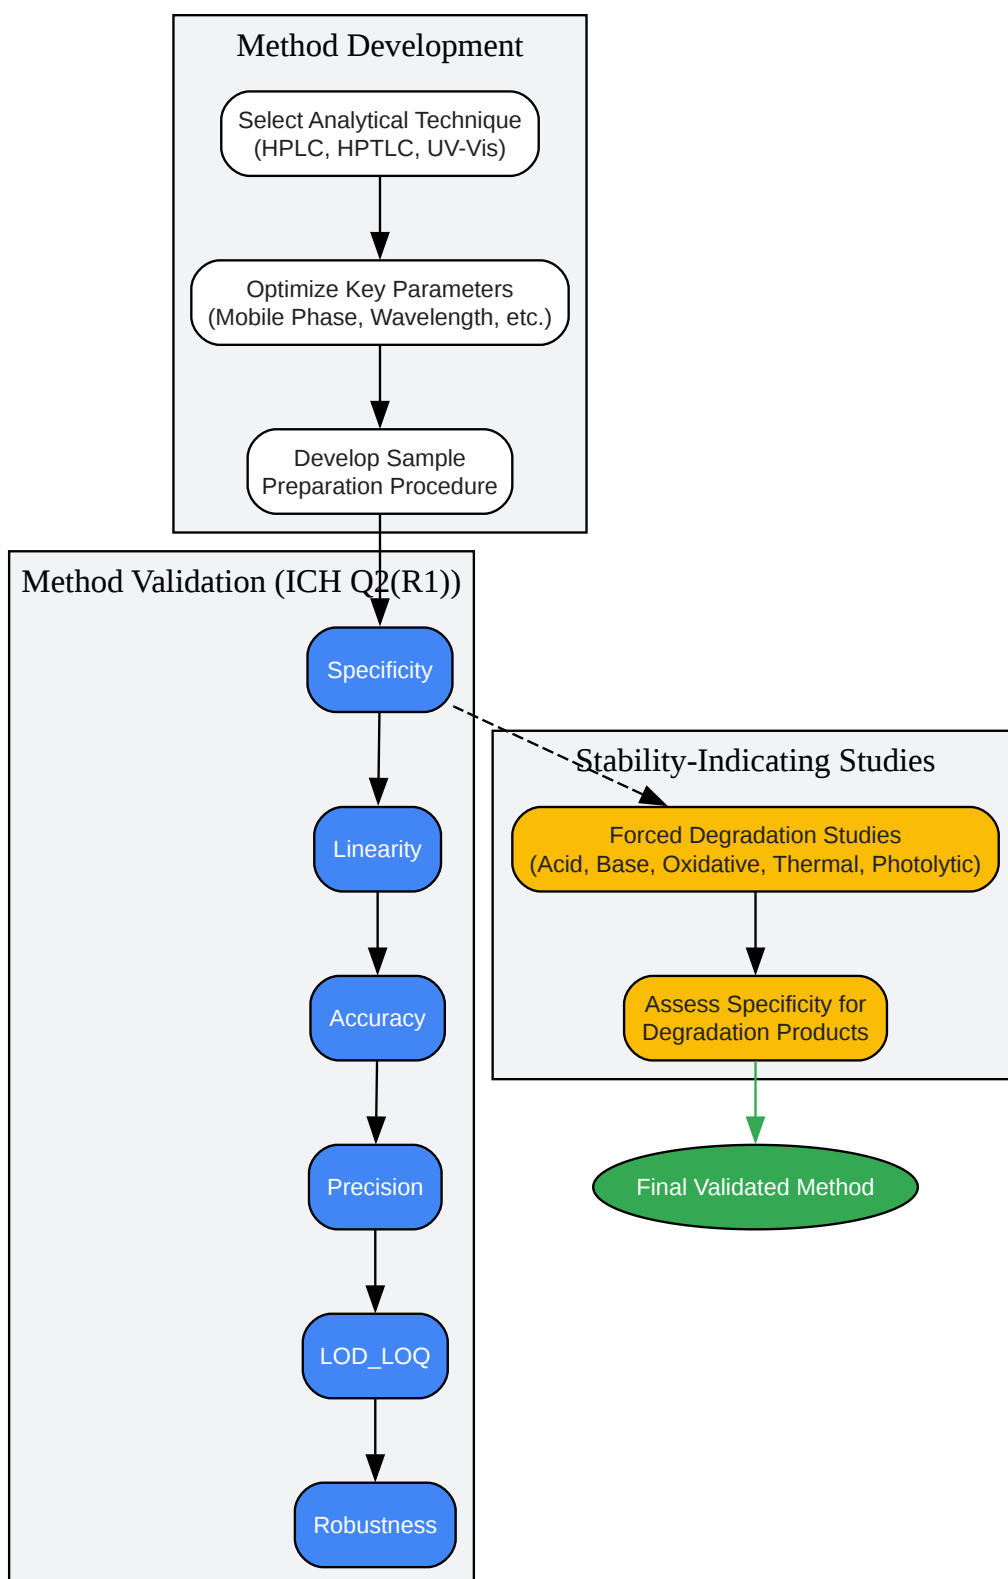 Method Development
Select Analytical Technique
(HPLC, HPTLC, UV-Vis)
Optimize Key Parameters
(Mobile Phase, Wavelength, etc.)
Develop Sample
Preparation Procedure
Method Validation (ICH Q2(R1))
Specificity
Linearity
Accuracy
Precision
LOD_LOQ
Robustness
Stability-Indicating Studies
Forced Degradation Studies
(Acid, Base, Oxidative, Thermal, Photolytic)
Assess Specificity for
Degradation Products
Final Validated Method